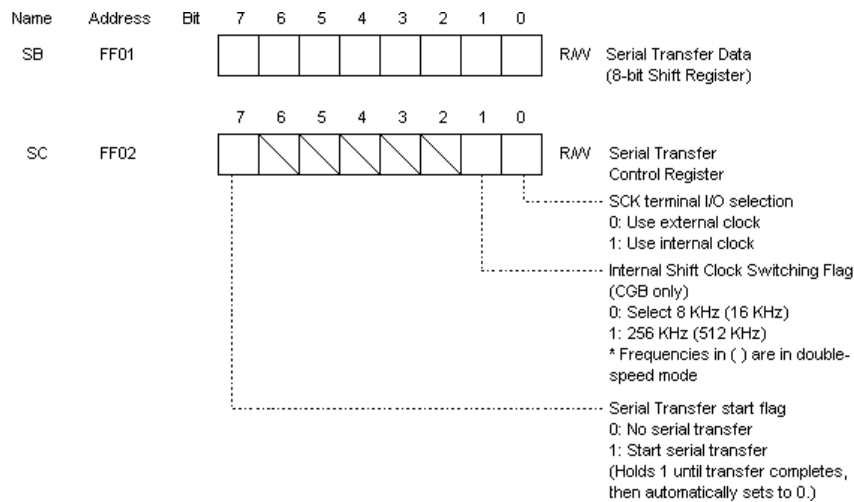 Name Address Bit 7 6 5 4 3 2 1 0
SB FF01 R/W Serial Transfer Data
(8-bit Shift Register)
7 6 5 4 3 2 1 0
SC FF02 R/W Serial Transfer
Control Register
SCK terminal I/O selection
0: Use external clock
1: Use internal clock
Internal Shift Clock Switching Flag
(CGB only)
0: Select 8 KHz (16 KHz)
1: 256 KHz (512 KHz)
* Frequencies in ( ) are in double-
speed mode
Serial Transfer start flag
0: No serial transfer
1: Start serial transfer
(Holds 1 until transfer completes,
then automatically sets to 0.)